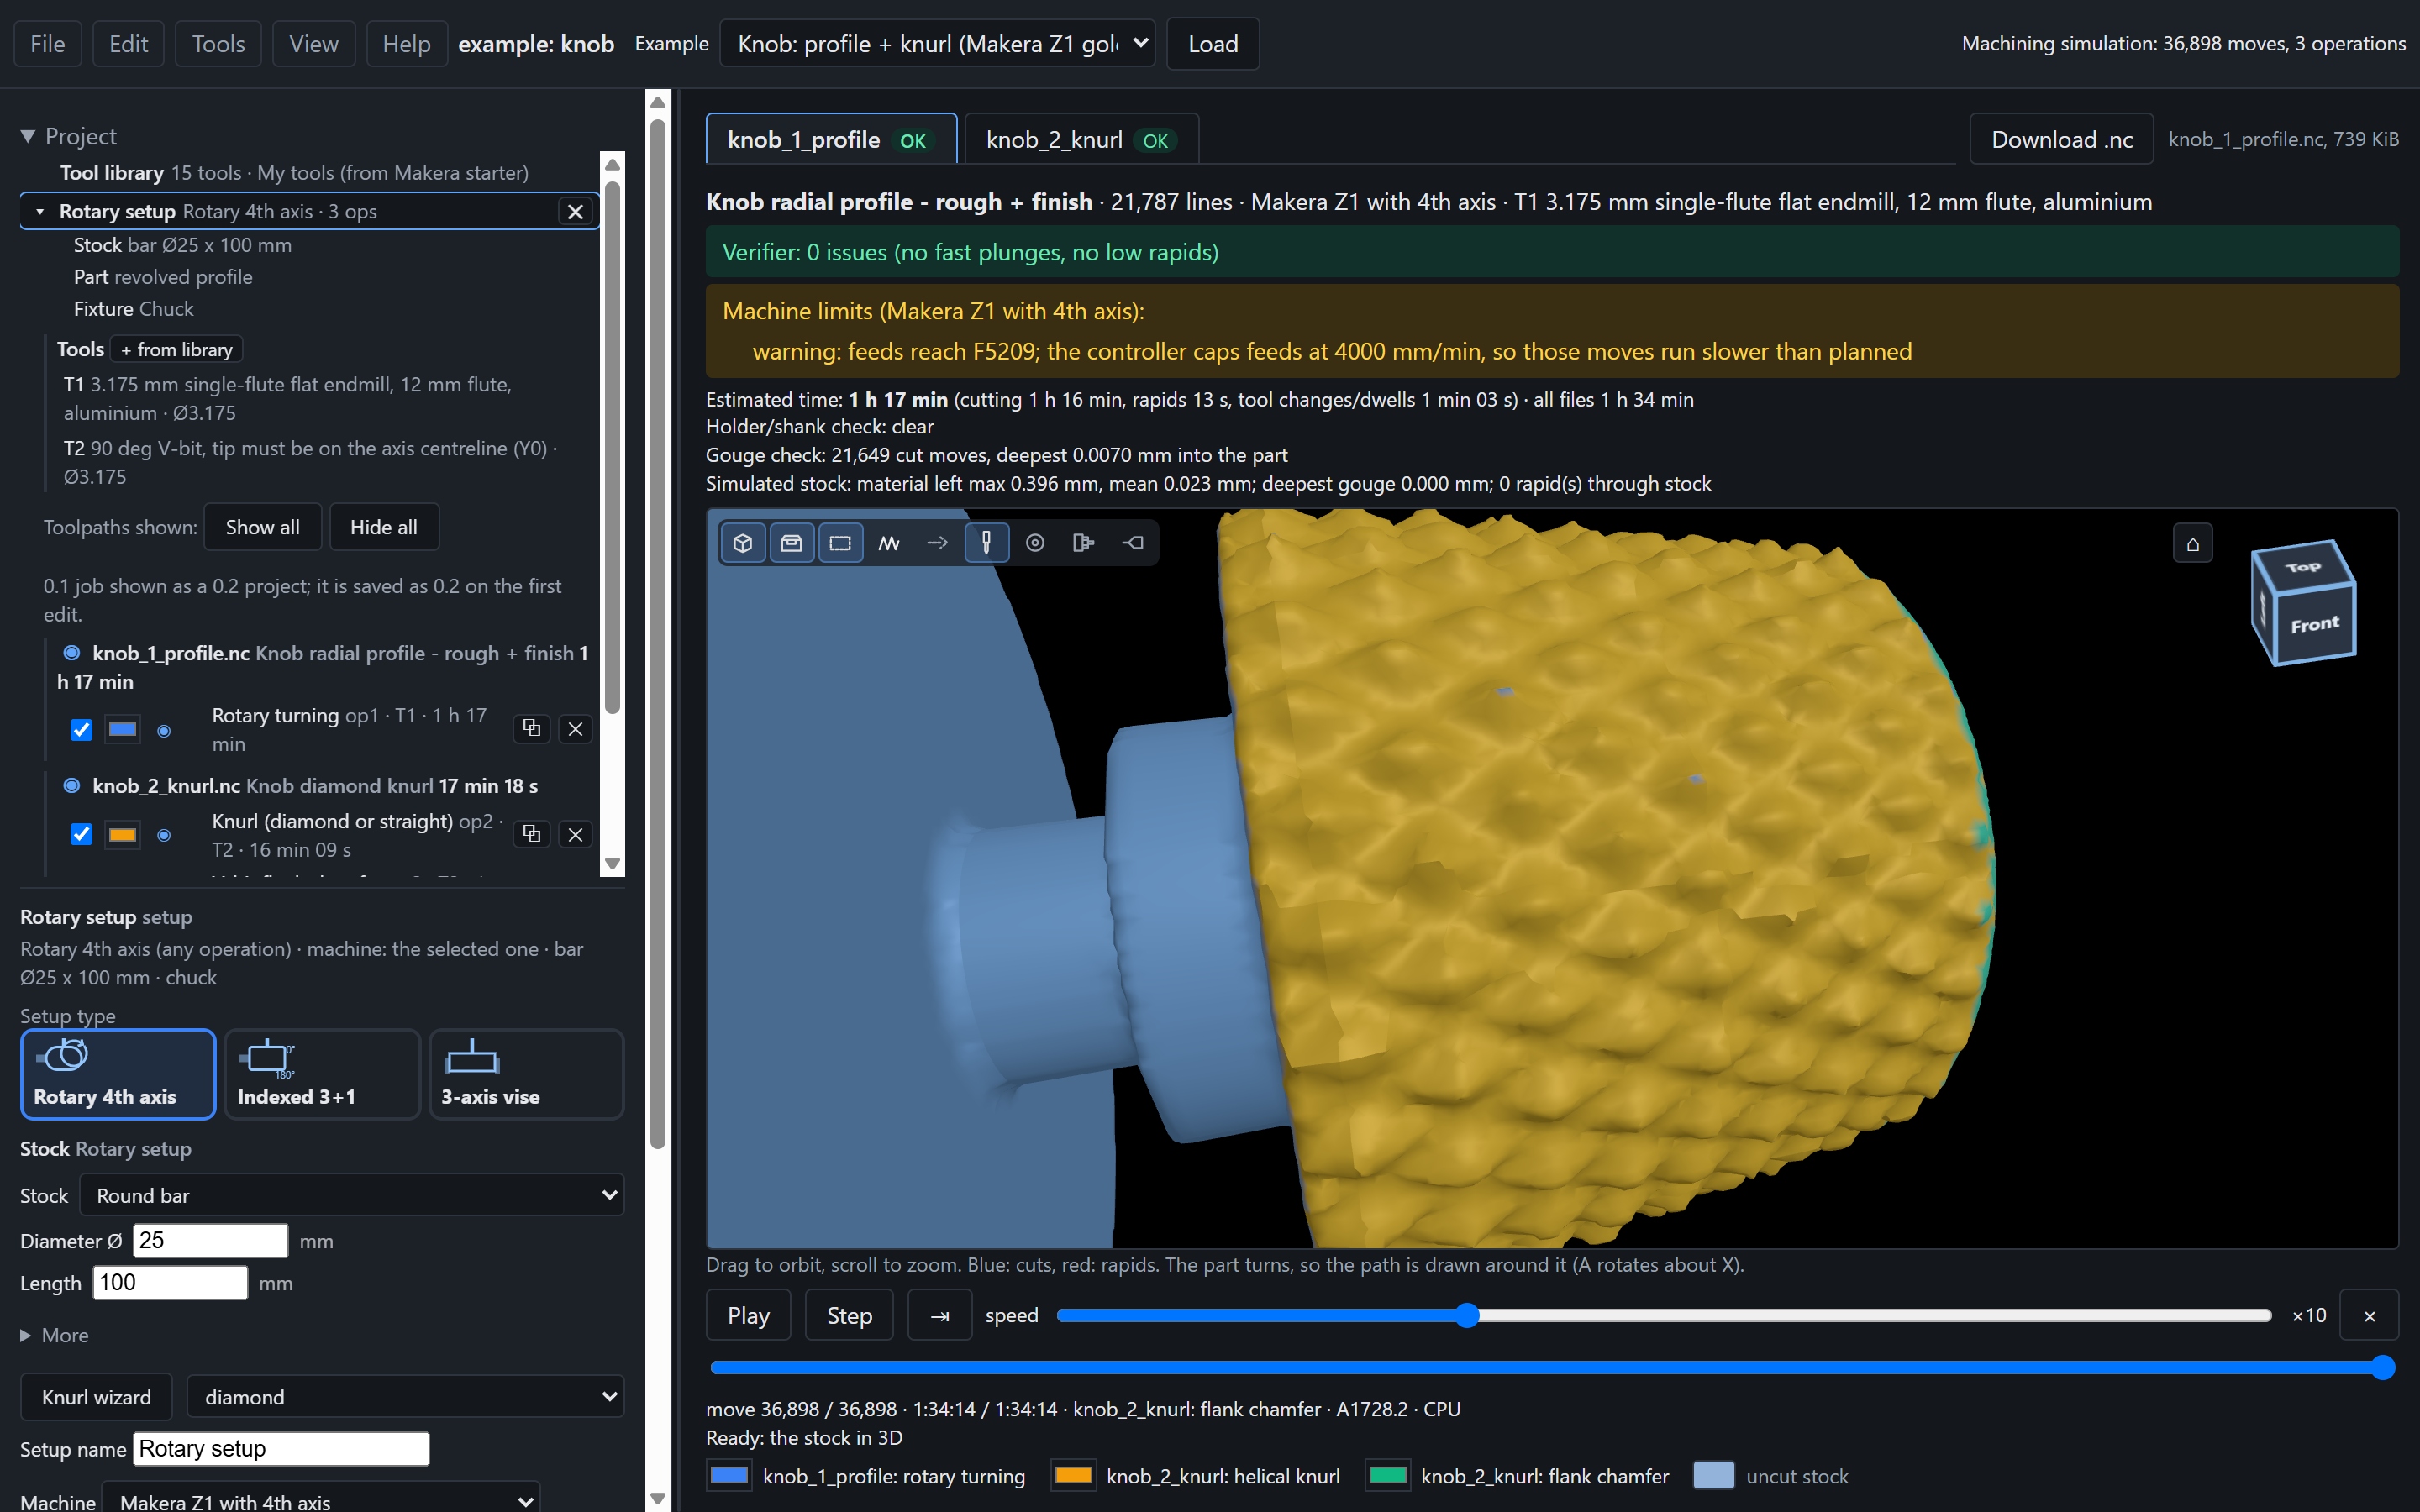 File Edit Tools View Help example: knob Example Knob: profile + knurl (Makera Z1 gol Load Machining simulation: 36,898 moves, 3 operations
Project
Tool library 15 tools · My tools (from Makera starter)
Rotary setup Rotary 4th axis · 3 ops
Stock bar Ø25 x 100 mm
Part revolved profile
Fixture Chuck
Tools + from library
T1 3.175 mm single-flute flat endmill, 12 mm flute,
aluminium · Ø3.175
T2 90 deg V-bit, tip must be on the axis centreline (Y0) ·
Ø3.175
Toolpaths shown: Show all Hide all
0.1 job shown as a 0.2 project; it is saved as 0.2 on the first
edit.
knob_1_profile.nc Knob radial profile - rough + finish 1
h 17 min
Rotary turning op1 · T1 · 1 h 17
min
knob_2_knurl.nc Knob diamond knurl 17 min 18 s
Knurl (diamond or straight) op2 ·
T2 · 16 min 09 s
Rotary setup setup
Rotary 4th axis (any operation) · machine: the selected one · bar
Ø25 x 100 mm · chuck
Setup type
0°
180°
Rotary 4th axis Indexed 3+1 3-axis vise
Stock Rotary setup
Stock Round bar
Diameter Ø 25 mm
Length 100 mm
More
Knurl wizard diamond
Setup name Rotary setup
Machine Makera Z1 with 4th axis
knob_1_profile OK knob_2_knurl OK Download .nc knob_1_profile.nc, 739 KiB
Knob radial profile - rough + finish · 21,787 lines · Makera Z1 with 4th axis · T1 3.175 mm single-flute flat endmill, 12 mm flute, aluminium
Verifier: 0 issues (no fast plunges, no low rapids)
Machine limits (Makera Z1 with 4th axis):
warning: feeds reach F5209; the controller caps feeds at 4000 mm/min, so those moves run slower than planned
Estimated time: 1 h 17 min (cutting 1 h 16 min, rapids 13 s, tool changes/dwells 1 min 03 s) · all files 1 h 34 min
Holder/shank check: clear
Gouge check: 21,649 cut moves, deepest 0.0070 mm into the part
Simulated stock: material left max 0.396 mm, mean 0.023 mm; deepest gouge 0.000 mm; 0 rapid(s) through stock
Top
Front
Drag to orbit, scroll to zoom. Blue: cuts, red: rapids. The part turns, so the path is drawn around it (A rotates about X).
Play Step ⇥ speed ×10 ×
move 36,898 / 36,898 · 1:34:14 / 1:34:14 · knob_2_knurl: flank chamfer · A1728.2 · CPU
Ready: the stock in 3D
knob_1_profile: rotary turning knob_2_knurl: helical knurl knob_2_knurl: flank chamfer uncut stock